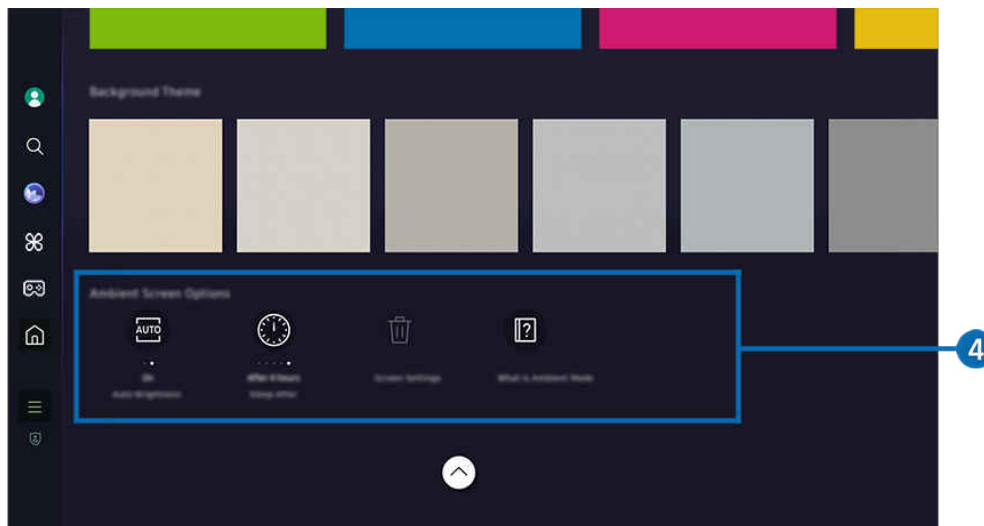 Background Theme
Ambient Screen Options
AUTO
?
On
After 4 hours
Screen Settings
What is Ambient Mode
Auto Brightness
Sleep After
4